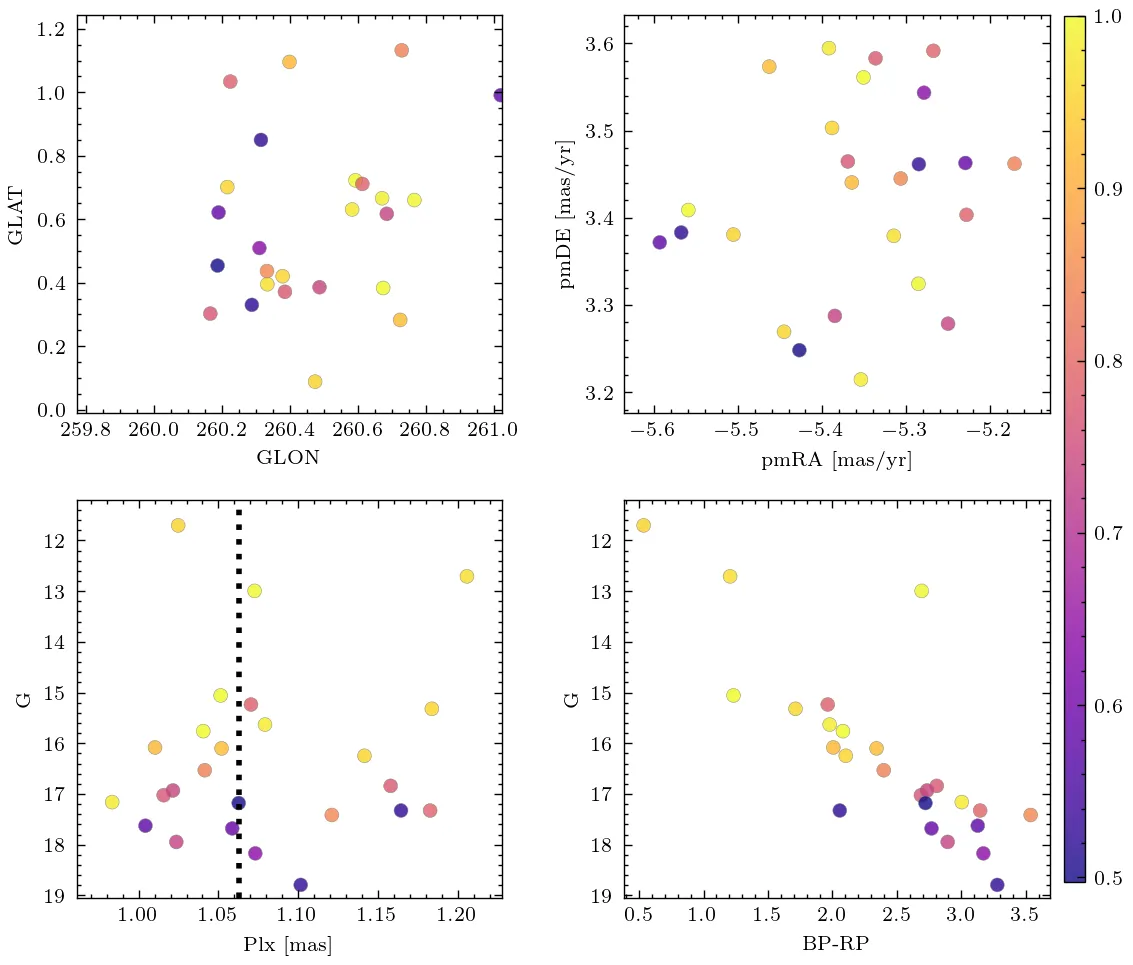 1.2
1.0
0.8
0.6
0.4
0.2
0.0
GLAT
259.8 260.0 260.2 260.4 260.6 260.8 261.0
GLON
3.6
3.5
3.4
3.3
3.2
pmDE [mas/yr]
−5.6 −5.5 −5.4 −5.3 −5.2
pmRA [mas/yr]
12
13
14
15
16
17
18
19
G
1.00 1.05 1.10 1.15 1.20
Plx [mas]
12
13
14
15
16
17
18
19
G
0.5 1.0 1.5 2.0 2.5 3.0 3.5
BP-RP
1.0
0.9
0.8
0.7
0.6
0.5